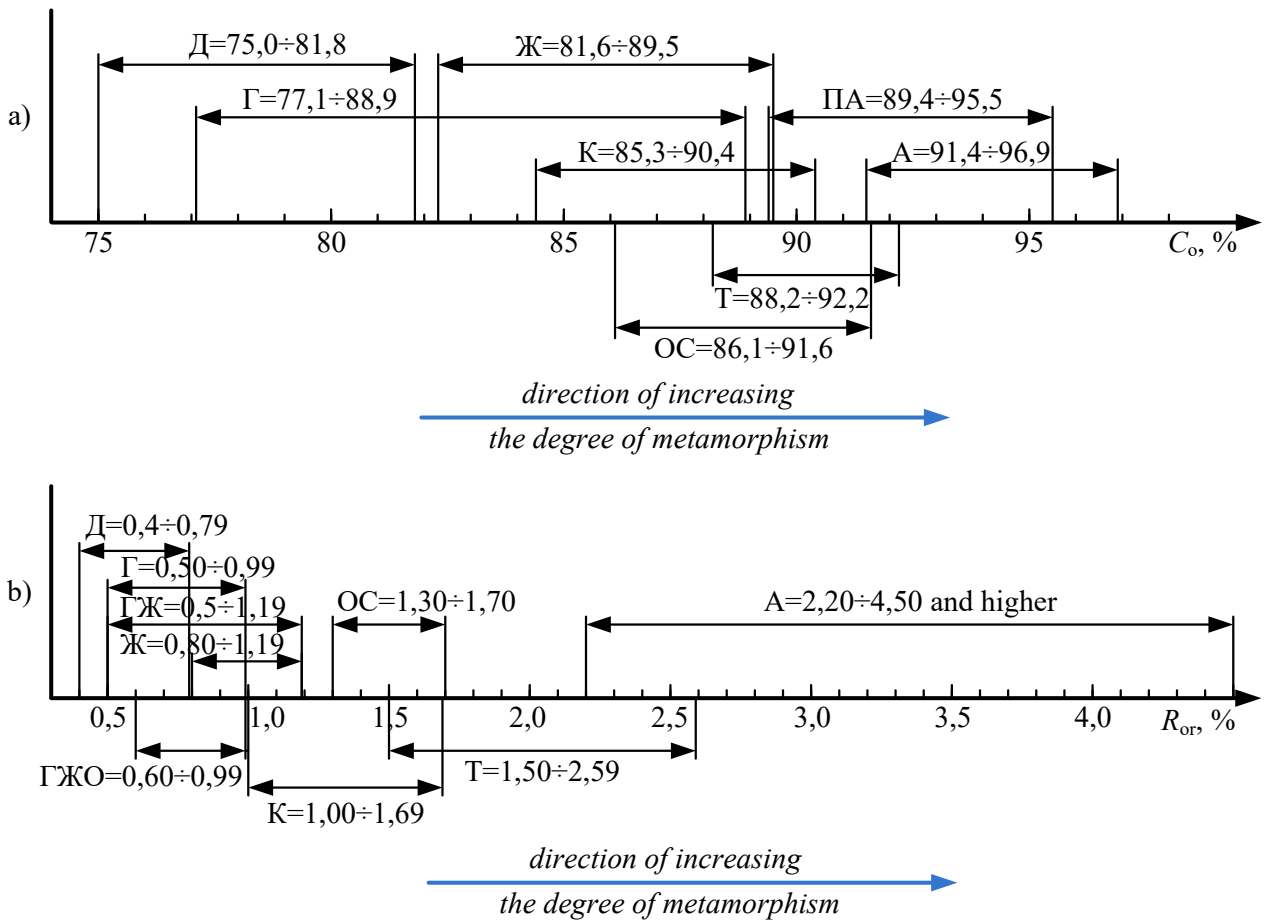 Д=75,0÷81,8
Ж=81,6÷89,5
Г=77,1÷88,9
ПА=89,4÷95,5
а)
К=85,3÷90,4
А=91,4÷96,9
75
80
85
90
95
Cо, %
Т=88,2÷92,2
ОС=86,1÷91,6
direction of increasing
the degree of metamorphism
Д=0,4÷0,79
Г=0,50÷0,99
b)
ГЖ=0,5÷1,19
ОС=1,30÷1,70
А=2,20÷4,50 and higher
Ж=0,80÷1,19
0,5
1,0
1,5
2,0
2,5
3,0
3,5
4,0
Ror, %
ГЖО=0,60÷0,99
Т=1,50÷2,59
К=1,00÷1,69
direction of increasing
the degree of metamorphism